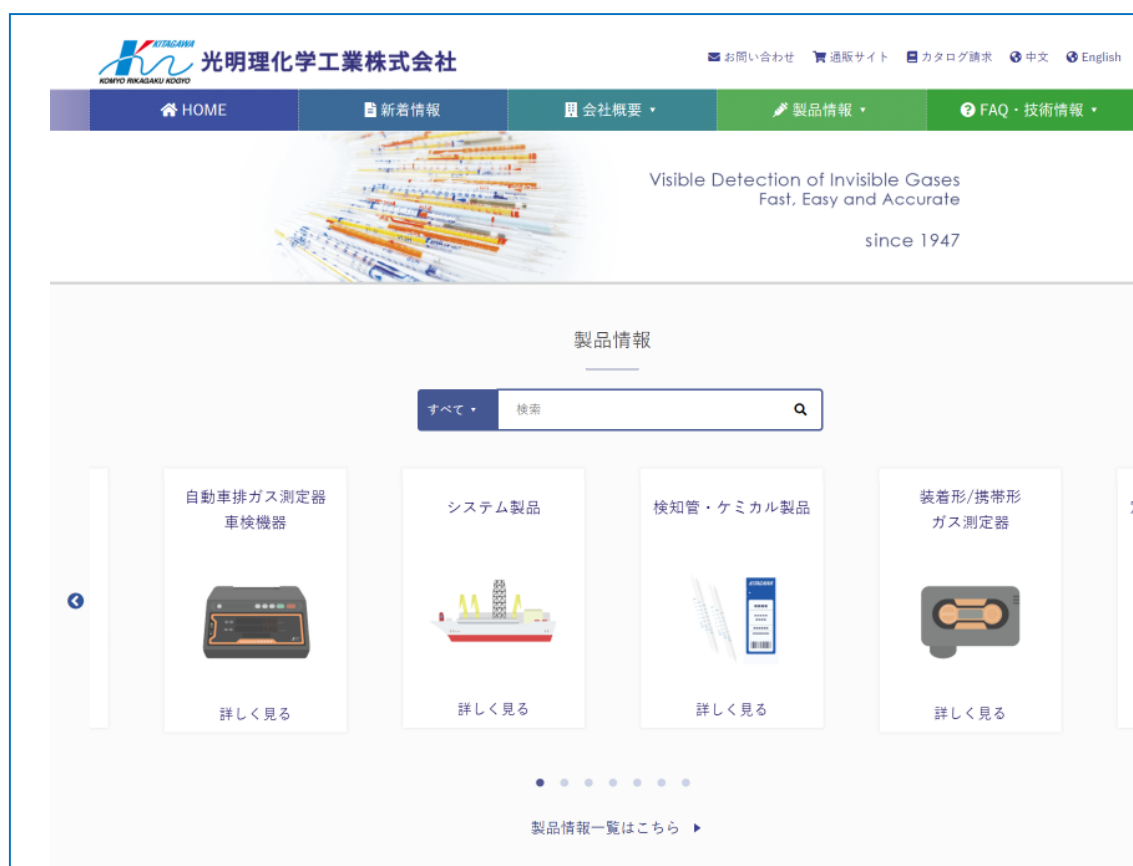 KITAGAWA
KOMYO RIKAGAKU KOGYO
光明理化学工業株式会社
お問い合わせ 通販サイト カタログ請求 中文 English
HOME 新着情報 会社概要 製品情報 FAQ・技術情報
Visible Detection of Invisible Gases
Fast, Easy and Accurate
since 1947
製品情報
すべて 検索
自動車排ガス測定器
車検機器
システム製品
検知管・ケミカル製品
装着形/携帯形
ガス測定器
KITAGAWA
詳しく見る 詳しく見る 詳しく見る 詳しく見る
製品情報一覧はこちら